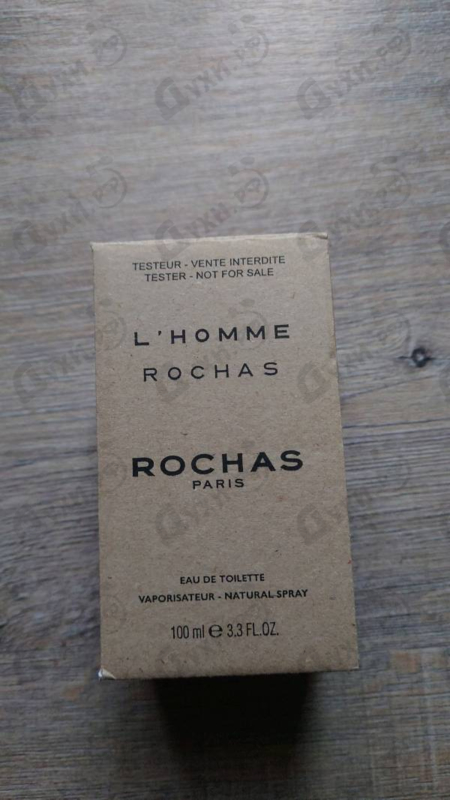 TESTEUR - VENTE INTERDITE
TESTER - NOT FOR SALE
L'HOMME
ROCHAS
ROCHAS
PARIS
EAU DE TOILETTE
VAPORISATEUR - NATURAL SPRAY
100 ml ℮ 3.3 FL.OZ.